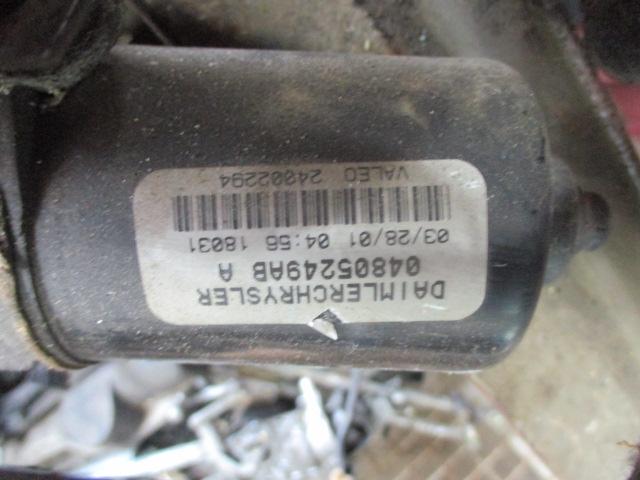 DAIMLERCHRYSLER
04805249AB A
03/28/01 04:56 18031
VALEO 24002294